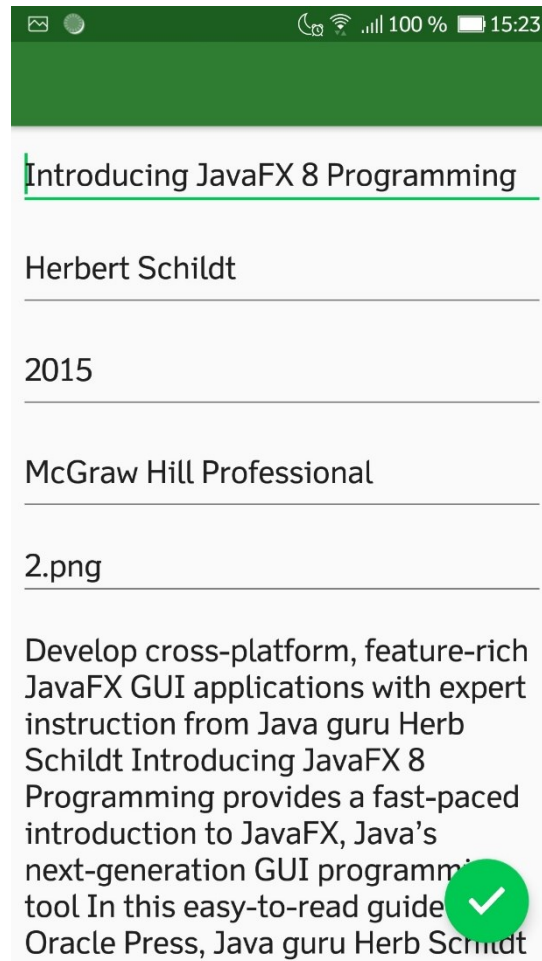 100 % 15:23
Introducing JavaFX 8 Programming
Herbert Schildt
2015
McGraw Hill Professional
2.png
Develop cross-platform, feature-rich
JavaFX GUI applications with expert
instruction from Java guru Herb
Schildt Introducing JavaFX 8
Programming provides a fast-paced
introduction to JavaFX, Java’s
next-generation GUI programming
tool In this easy-to-read guide
Oracle Press, Java guru Herb Schildt